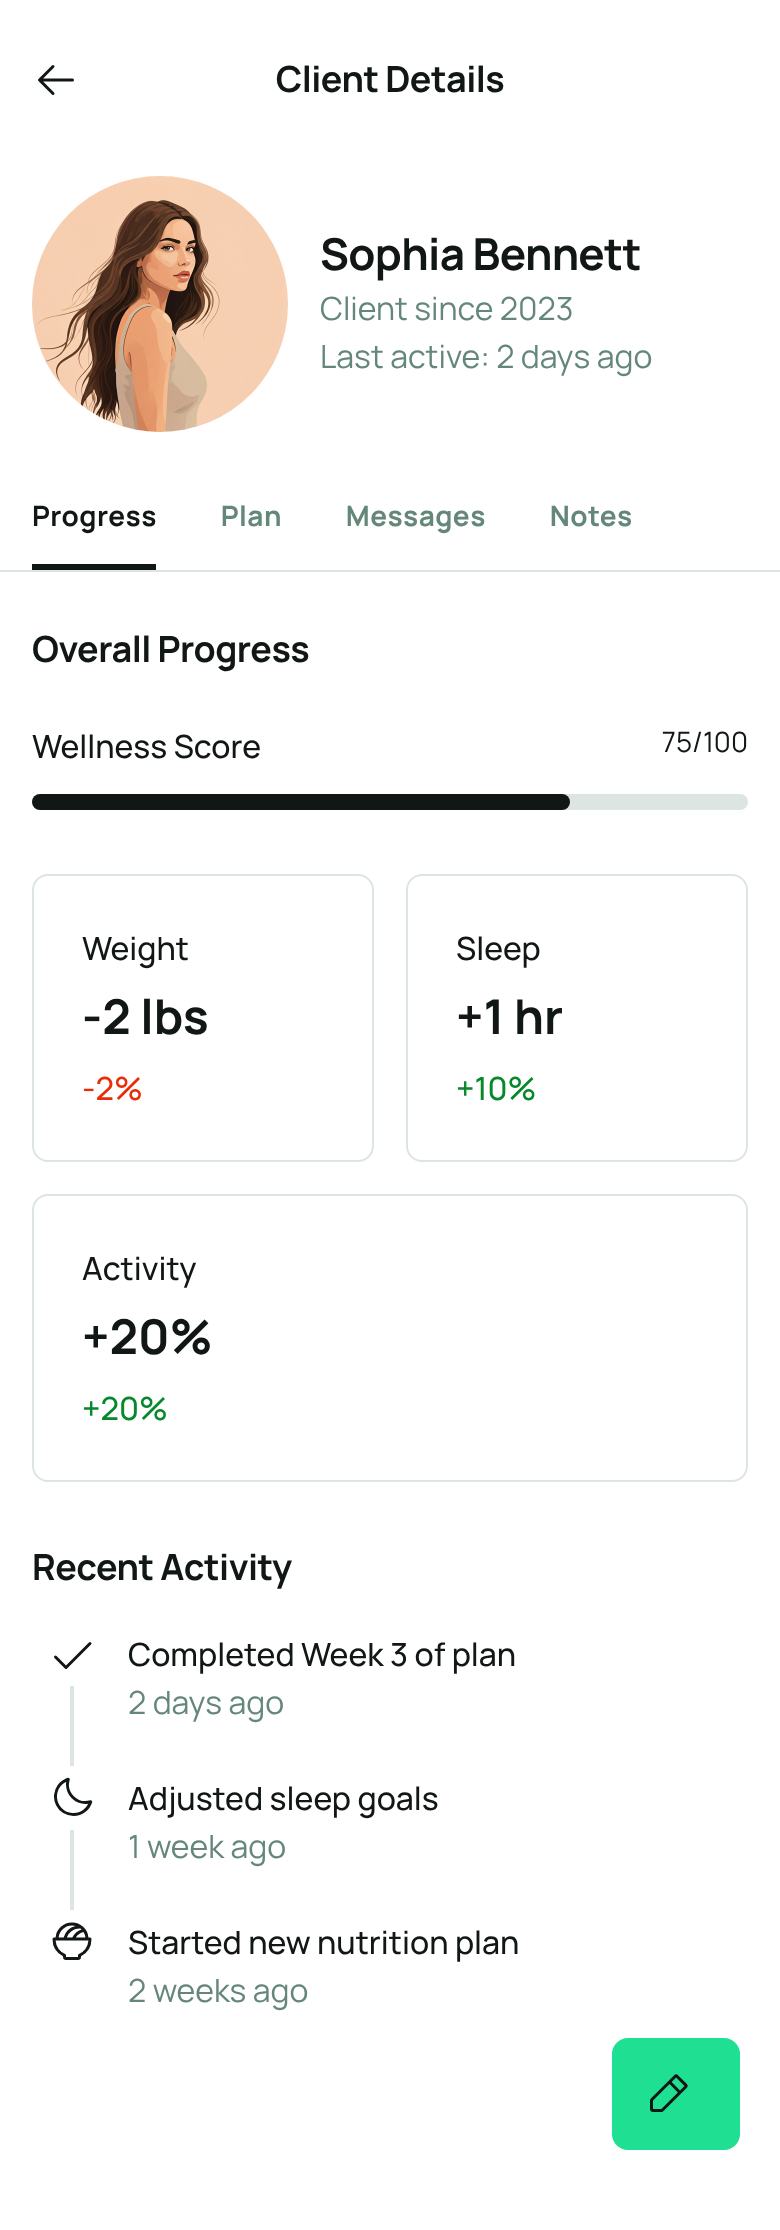 Client Details
Sophia Bennett
Client since 2023
Last active: 2 days ago
Progress Plan Messages Notes
Overall Progress
Wellness Score 75/100
Weight
-2 lbs
-2%
Sleep
+1 hr
+10%
Activity
+20%
+20%
Recent Activity
Completed Week 3 of plan
2 days ago
Adjusted sleep goals
1 week ago
Started new nutrition plan
2 weeks ago